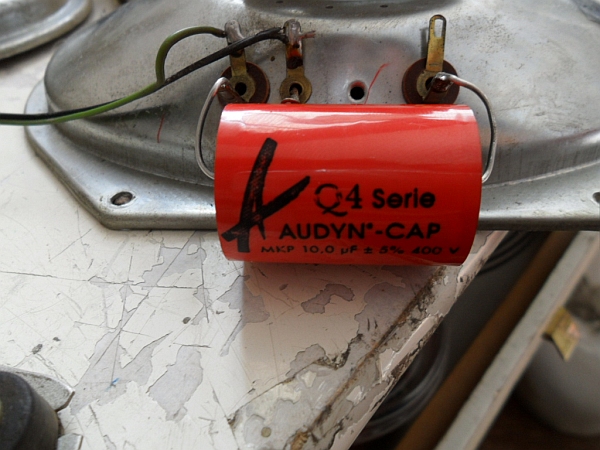 Q4 Serie
AUDYN®-CAP
MKP 10,0 µF ± 5% 400 V